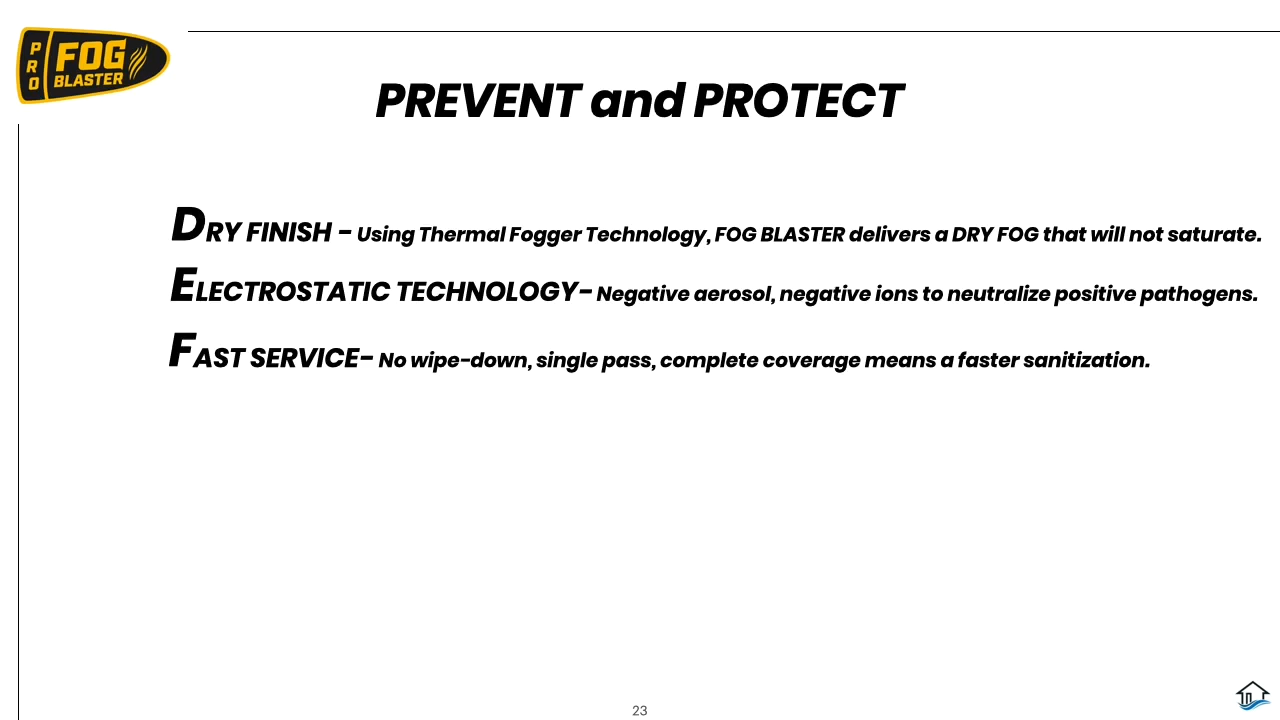 PRO
FOG
BLASTER
PREVENT and PROTECT
DRY FINISH - Using Thermal Fogger Technology, FOG BLASTER delivers a DRY FOG that will not saturate.
ELECTROSTATIC TECHNOLOGY- Negative aerosol, negative ions to neutralize positive pathogens.
FAST SERVICE- No wipe-down, single pass, complete coverage means a faster sanitization.
23